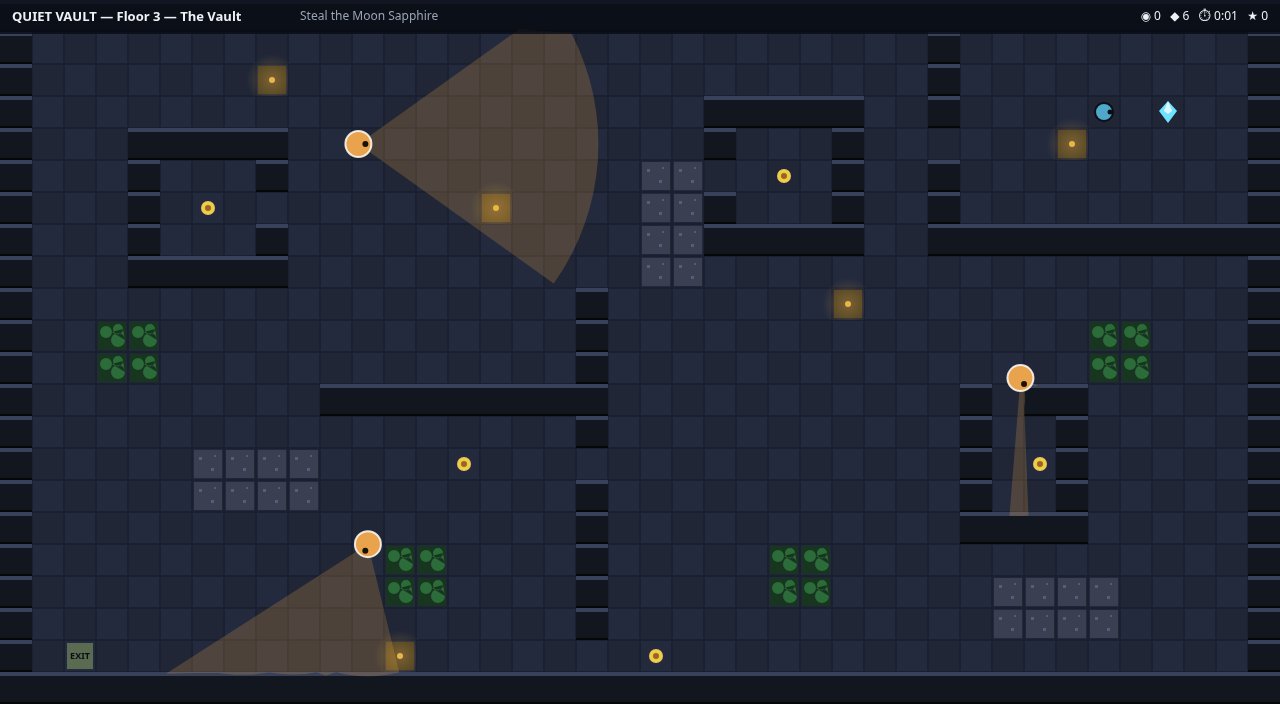 QUIET VAULT — Floor 3 — The Vault
Steal the Moon Sapphire
◉ 0 ◆ 6 ⏱ 0:01 ★ 0
EXIT